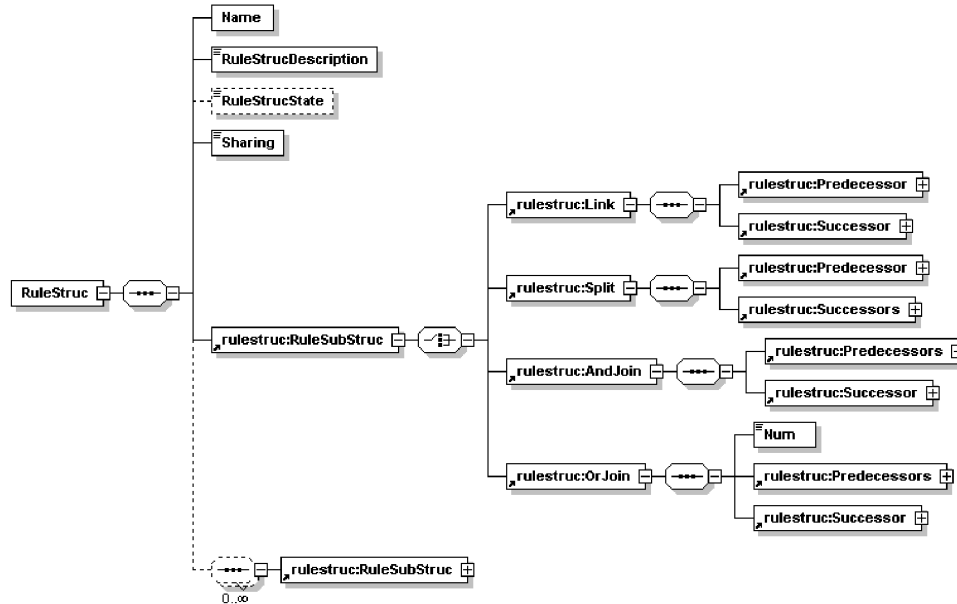 Name
RuleStrucDescription
RuleStrucState
Sharing
RuleStruc
rulestruc:RuleSubStruc
rulestruc:Link
rulestruc:Predecessor
rulestruc:Successor
rulestruc:Split
rulestruc:Predecessor
rulestruc:Successors
rulestruc:AndJoin
rulestruc:Predecessors
rulestruc:Successor
rulestruc:OrJoin
Num
rulestruc:Predecessors
rulestruc:Successor
rulestruc:RuleSubStruc
0..∞